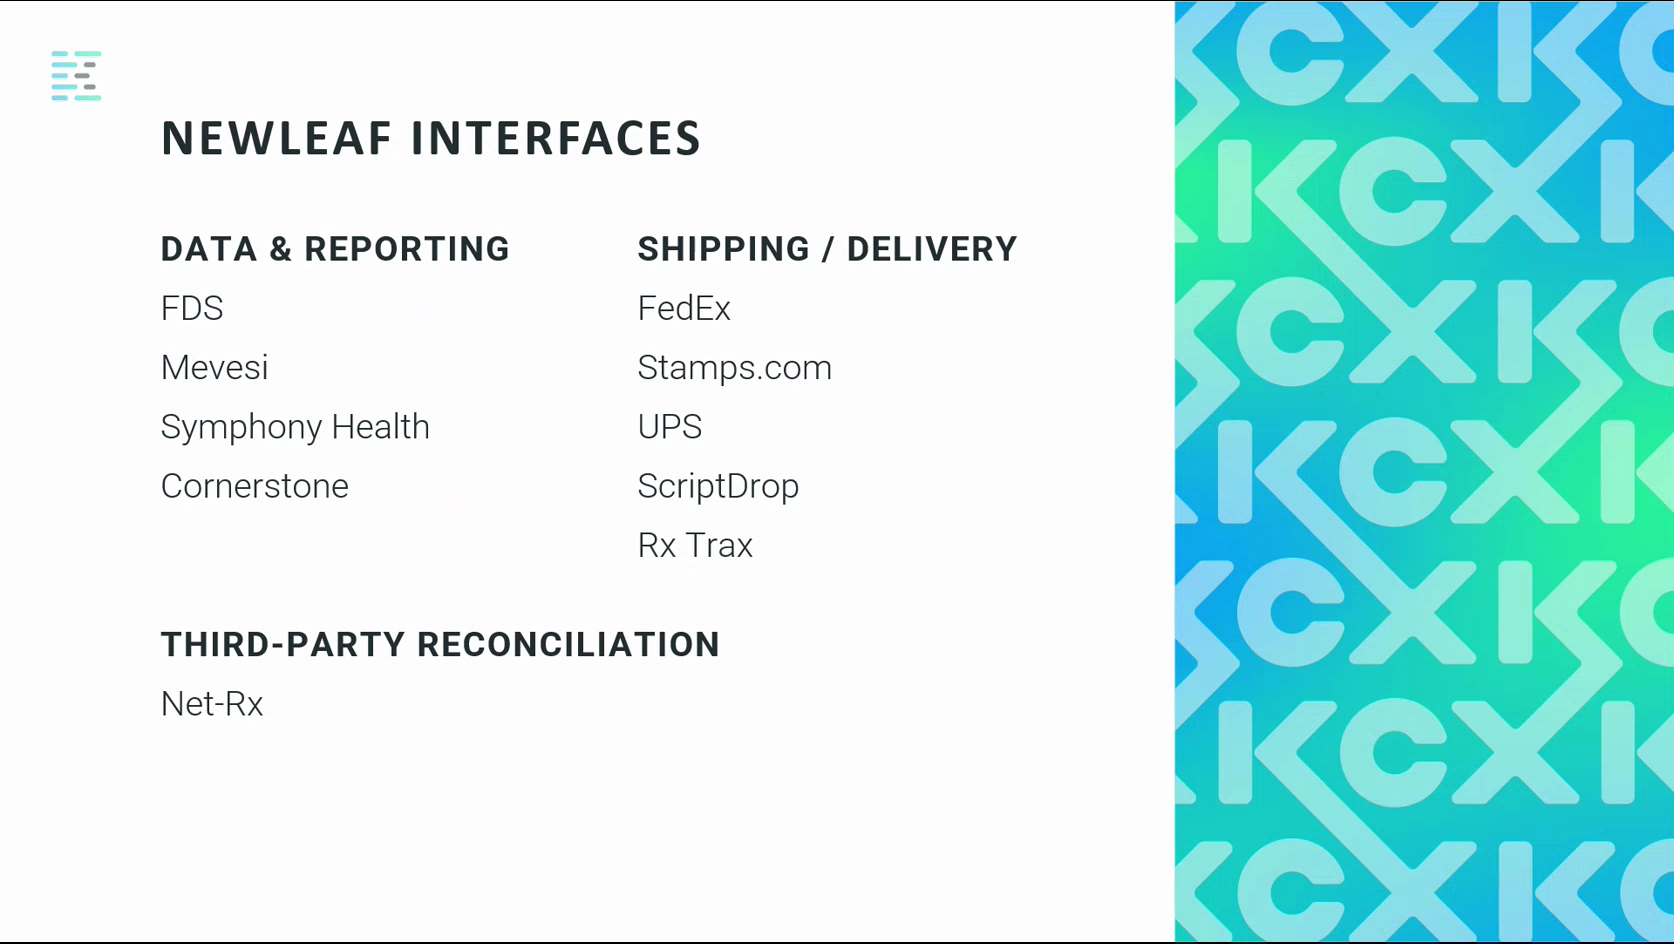 NEWLEAF INTERFACES
DATA & REPORTING
FDS
Mevesi
Symphony Health
Cornerstone
SHIPPING / DELIVERY
FedEx
Stamps.com
UPS
ScriptDrop
Rx Trax
THIRD-PARTY RECONCILIATION
Net-Rx